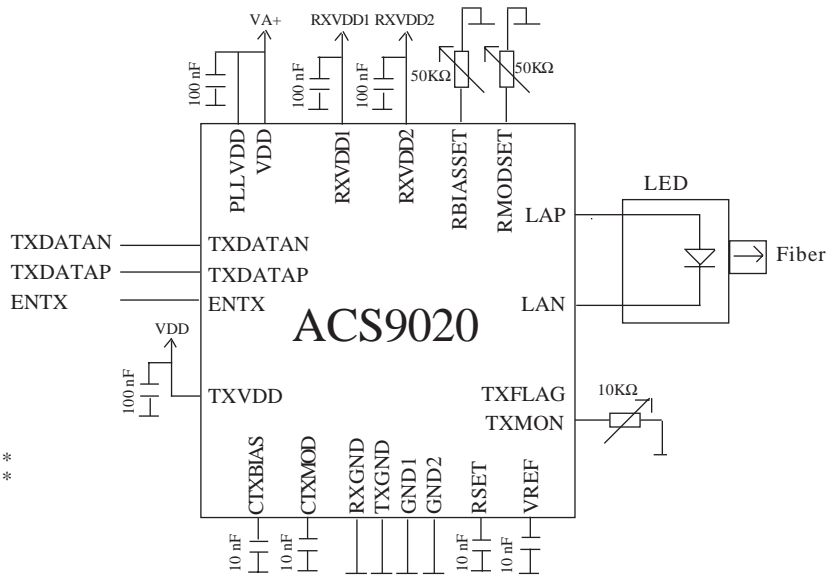 VA+
RXVDD1
RXVDD2
100 nF
100 nF
100 nF
50KΩ
50KΩ
PLLVDD
VDD
RXVDD1
RXVDD2
RBIASSET
RMODSET
LED
LAP
TXDATAN
TXDATAN
TXDATAP
TXDATAP
Fiber
ENTX
ENTX
LAN
ACS9020
VDD
100 nF
TXVDD
TXFLAG
10KΩ
TXMON
*
*
CTXBIAS
CTXMOD
RXGND
TXGND
GND1
GND2
RSET
VREF
10 nF
10 nF
10 nF
10 nF